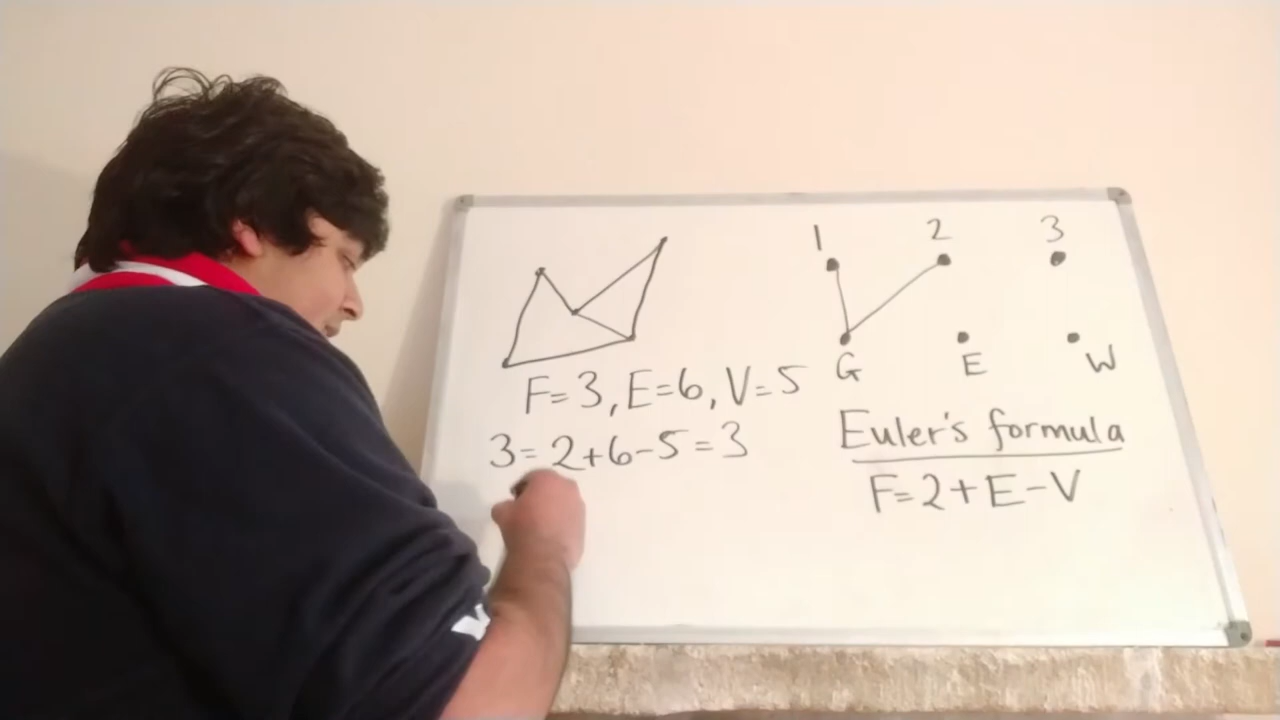 1 2 3
G E W
F=3, E=6, V=5
3=2+6-5=3
Euler's formula
F=2+E-V